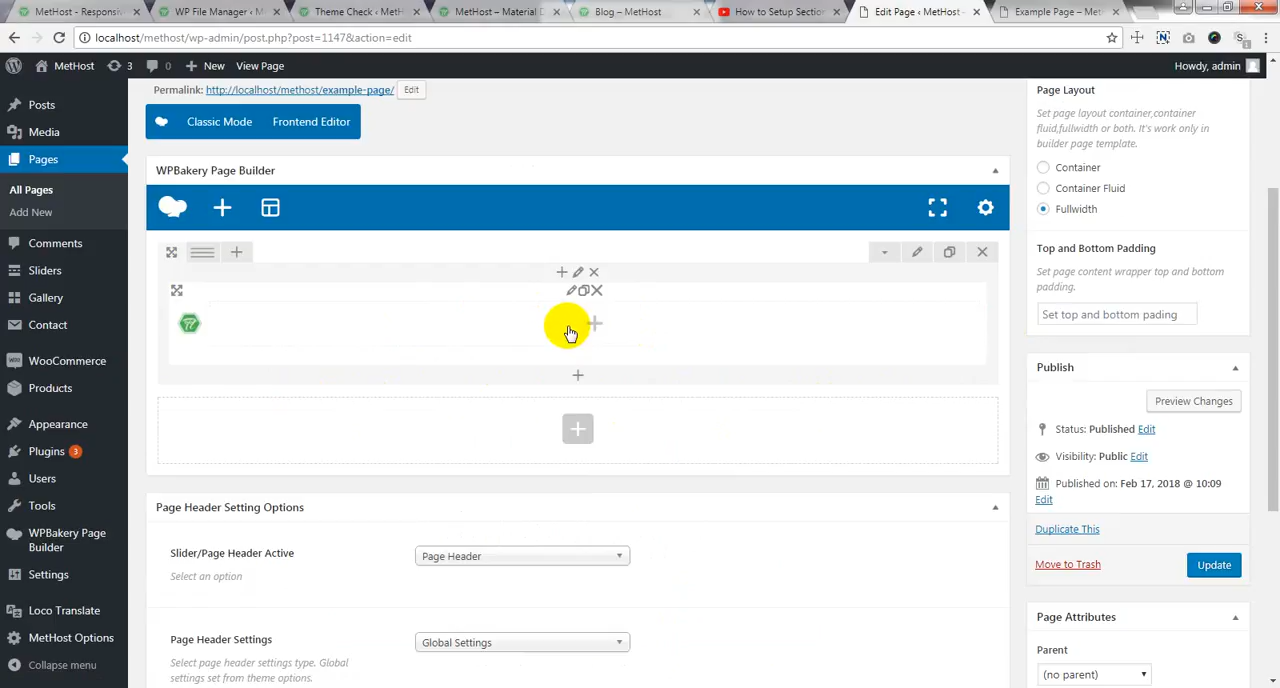 MetHost - Responsive
WP File Manager ‹ M
Theme Check ‹ MetH
MetHost – Material D
Blog – MetHost
How to Setup Section
Edit Page ‹ MetHost –
Example Page – MetH
localhost/methost/wp-admin/post.php?post=1147&action=edit
MetHost
3
0
New
View Page
Howdy, admin
Posts
Media
Pages
All Pages
Add New
Comments
Sliders
Gallery
Contact
WooCommerce
Products
Appearance
Plugins 3
Users
Tools
WPBakery Page
Builder
Settings
Loco Translate
MetHost Options
Collapse menu
Permalink: http://localhost/methost/example-page/ Edit
Classic Mode
Frontend Editor
WPBakery Page Builder
Page Header Setting Options
Slider/Page Header Active
Page Header
Select an option
Page Header Settings
Global Settings
Select page header settings type. Global
settings set from theme options.
Page Layout
Set page layout container,container
fluid,fullwidth or both. It's work only in
builder page template.
Container
Container Fluid
Fullwidth
Top and Bottom Padding
Set page content wrapper top and bottom
padding.
Set top and bottom pading
Publish
Preview Changes
Status: Published Edit
Visibility: Public Edit
Published on: Feb 17, 2018 @ 10:09
Edit
Duplicate This
Move to Trash
Update
Page Attributes
Parent
(no parent)